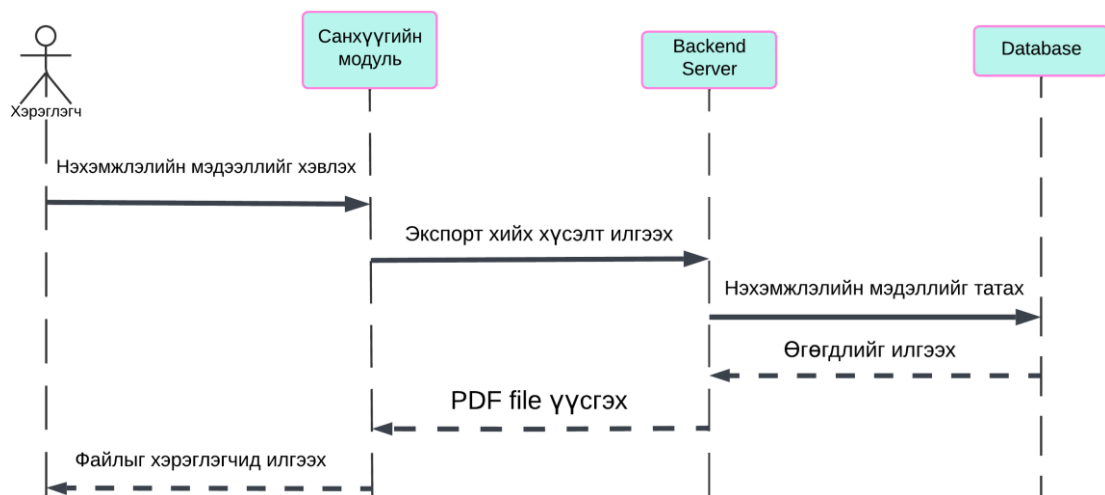 Санхүүгийн
модуль
Backend
Server
Database
Хэрэглэгч
Нэхэмжлэлийн мэдээллийг хэвлэх
Экспорт хийх хүсэлт илгээх
Нэхэмжлэлийн мэдэллийг татах
Өгөгдлийг илгээх
PDF file үүсгэх
Файлыг хэрэглэгчид илгээх